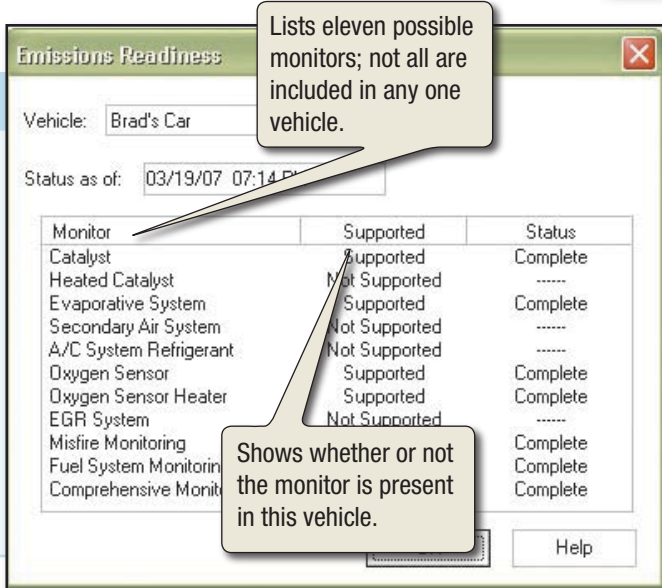 Lists eleven possible
monitors; not all are
included in any one
vehicle.
Emissions Readiness
Vehicle: Brad's Car
Status as of: 03/19/07 07:14
Monitor Supported Status
Catalyst Supported Complete
Heated Catalyst Not Supported ------
Evaporative System Supported Complete
Secondary Air System Not Supported ------
A/C System Refrigerant Not Supported ------
Oxygen Sensor Supported Complete
Oxygen Sensor Heater Supported Complete
EGR System Not Supported ------
Misfire Monitoring Complete
Fuel System Complete
Comprehensive Complete
Shows whether or not
the monitor is present
in this vehicle.
Help